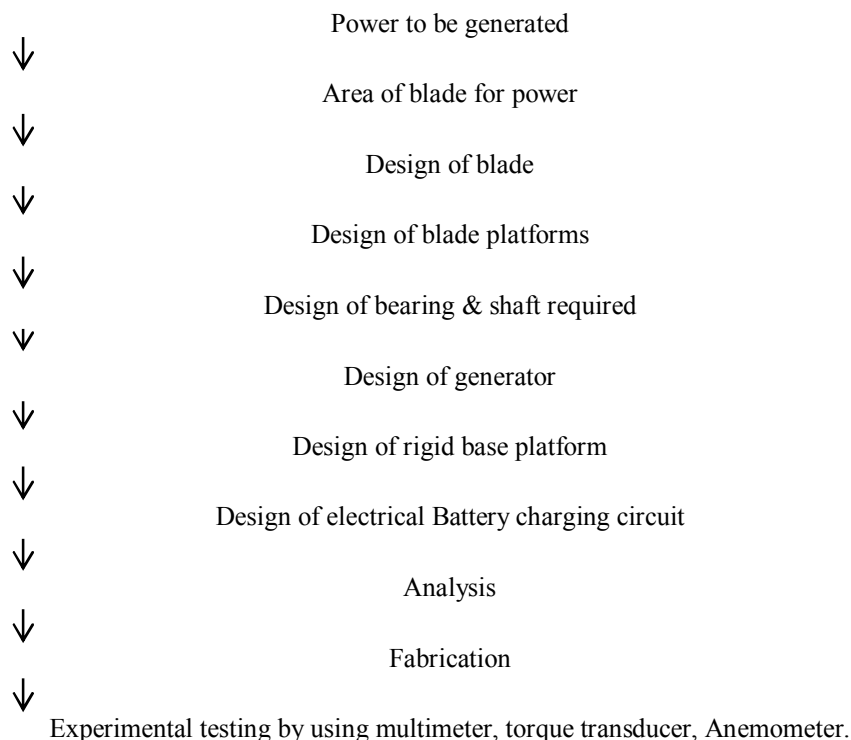 Power to be generated
Area of blade for power
Design of blade
Design of blade platforms
Design of bearing & shaft required
Design of generator
Design of rigid base platform
Design of electrical Battery charging circuit
Analysis
Fabrication
Experimental testing by using multimeter, torque transducer, Anemometer.